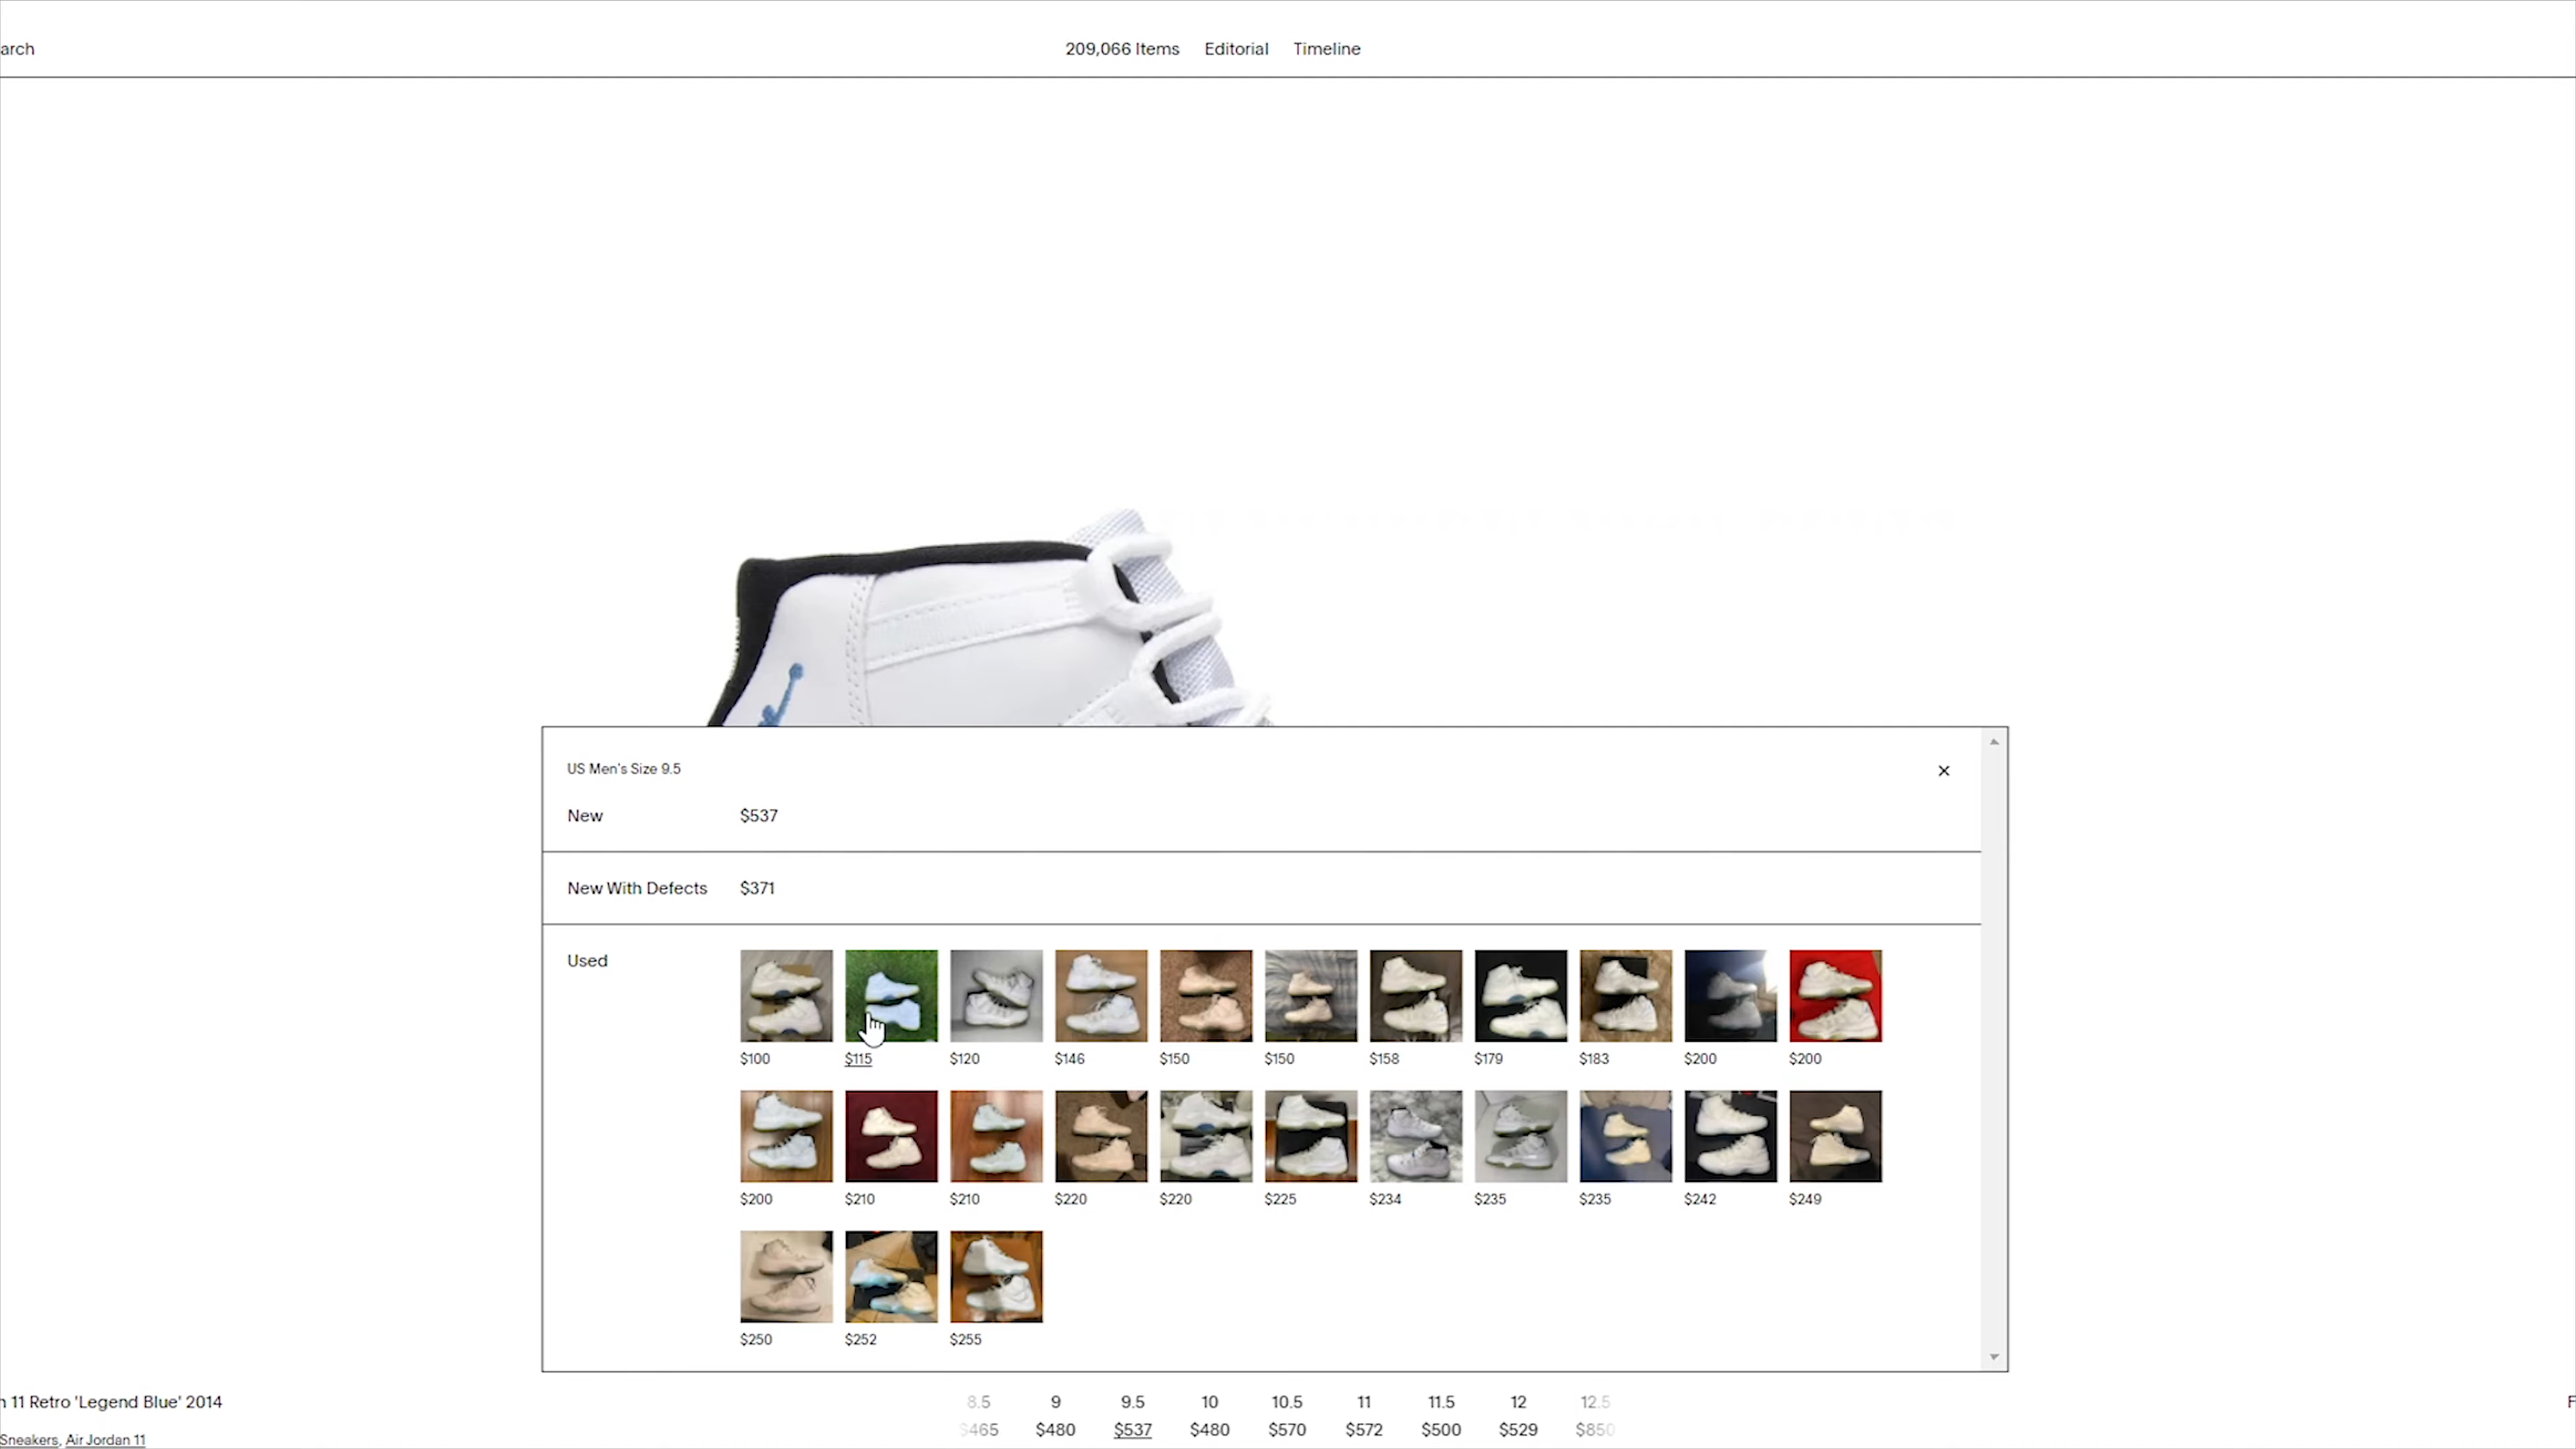 arch
209,066 Items Editorial Timeline
US Men's Size 9.5
New $537
New With Defects $371
Used
$100 $115 $120 $146 $150 $150 $158 $179 $183 $200 $200
$200 $210 $210 $220 $220 $225 $234 $235 $235 $242 $249
$250 $252 $255
11 Retro 'Legend Blue' 2014
8.5 9 9.5 10 10.5 11 11.5 12 12.5
$465 $480 $537 $480 $570 $572 $500 $529 $850
Sneakers, Air Jordan 11